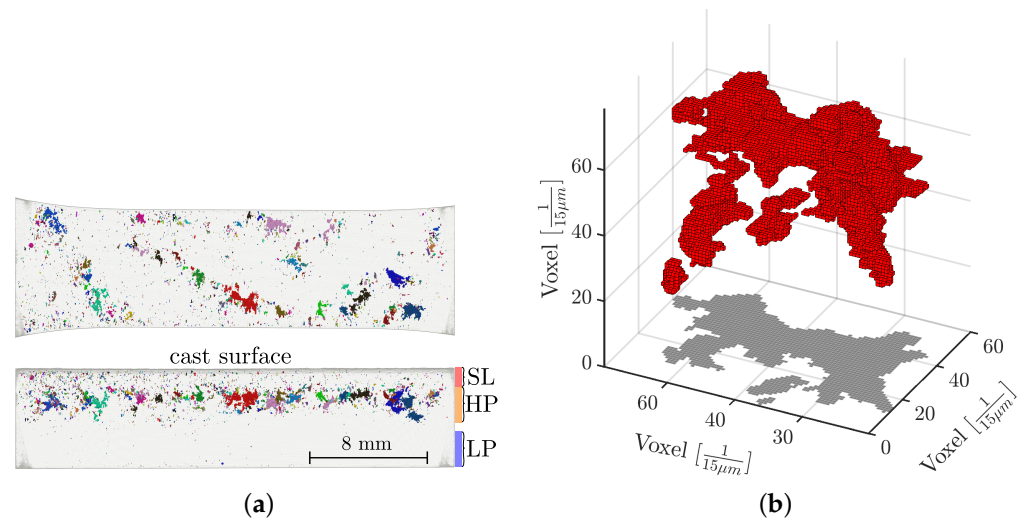 cast surface
SL
HP
LP
8 mm
(a)
60
40
20
0
Voxel [1/15μm]
60
40
30
Voxel [1/15μm]
0
20
40
60
Voxel [1/15μm]
(b)